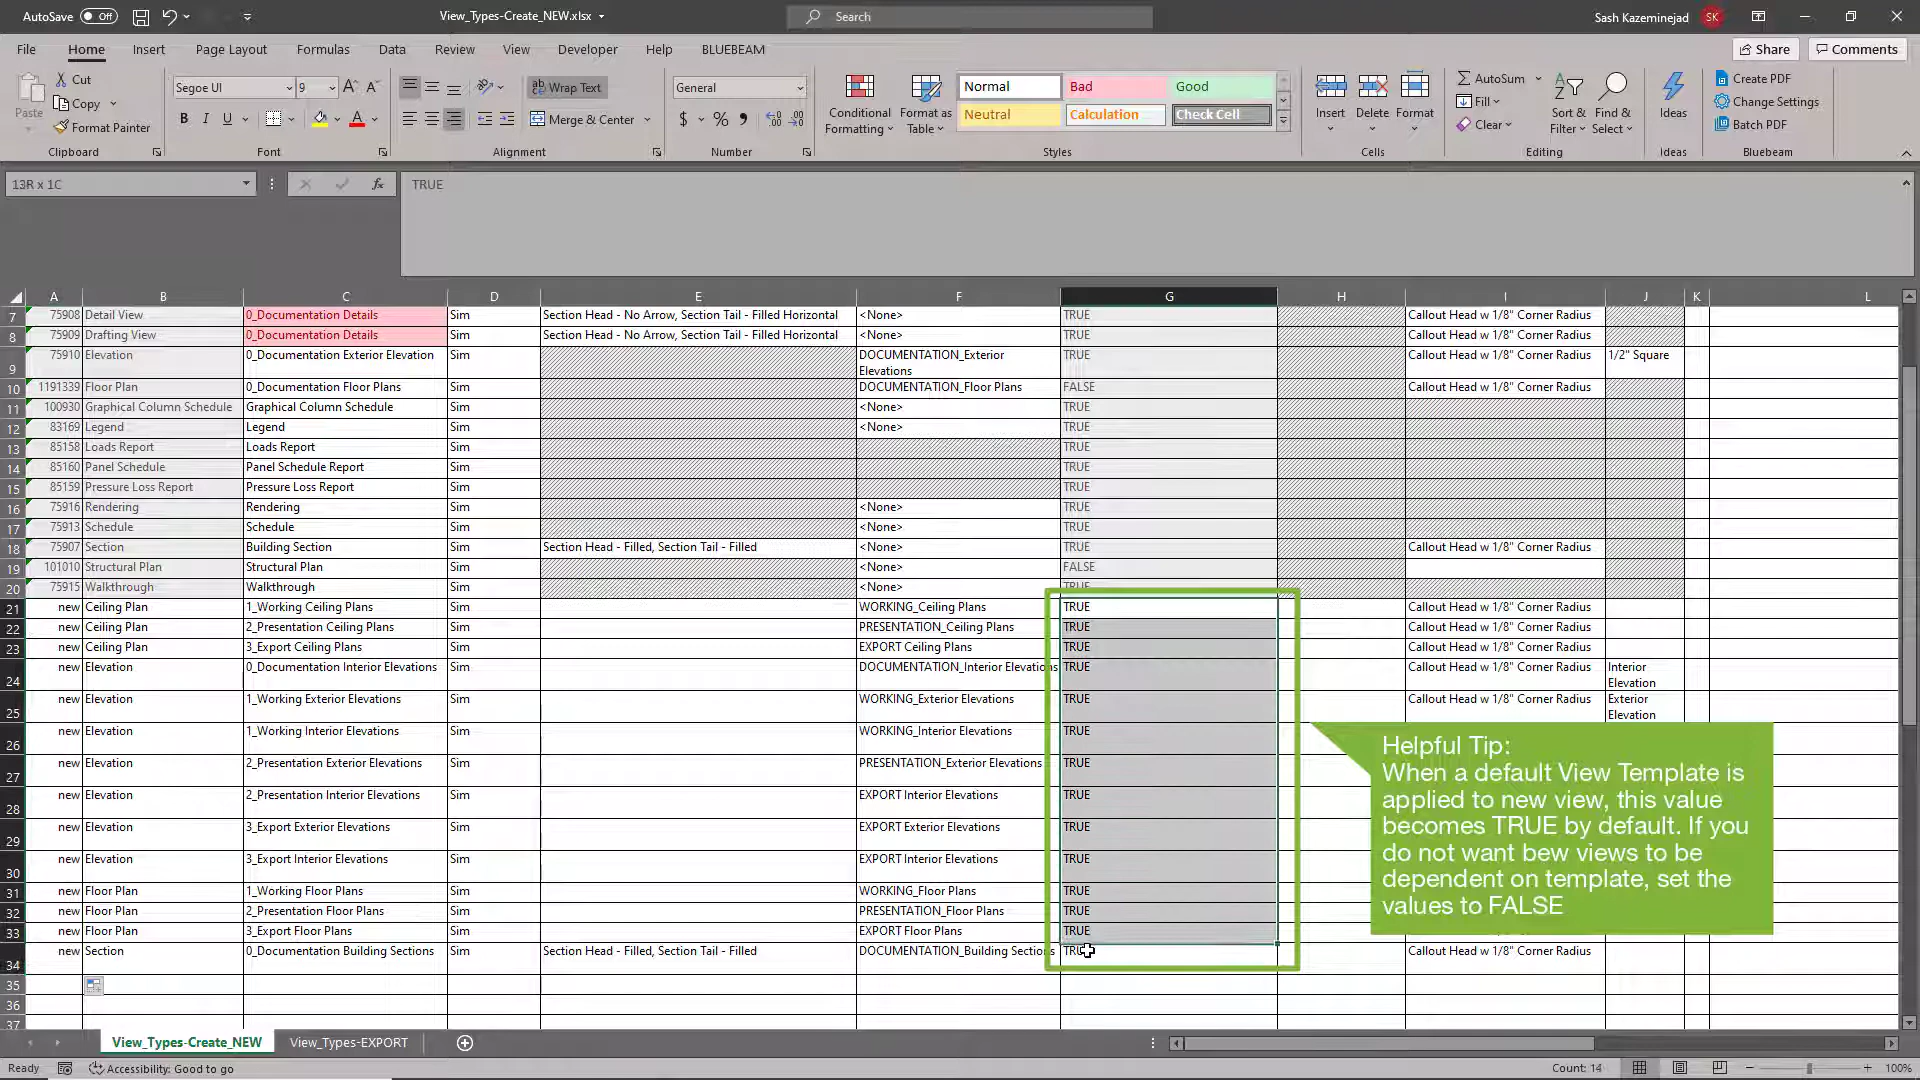 AutoSave Off View_Types-Create_NEW.xlsx Search Sash Kazeminejad SK
File Home Insert Page Layout Formulas Data Review View Developer Help BLUEBEAM Share Comments
Paste Cut Copy Format Painter
Segoe UI 9 B I U A
Wrap Text Merge & Center
General $ % 9
Conditional Formatting Format as Table
Normal Bad Good
Neutral Calculation Check Cell
Insert Delete Format
AutoSum Fill Clear
Sort & Filter Find & Select
Ideas
Create PDF
Change Settings
Batch PDF
Clipboard Font Alignment Number Styles Cells Editing Ideas Bluebeam
13R x 1C fx TRUE
A B C D E F G H I J K L
7 75908 Detail View 0_Documentation Details Sim Section Head - No Arrow, Section Tail - Filled Horizontal <None> TRUE Callout Head w 1/8" Corner Radius
8 75909 Drafting View 0_Documentation Details Sim Section Head - No Arrow, Section Tail - Filled Horizontal <None> TRUE Callout Head w 1/8" Corner Radius
9 75910 Elevation 0_Documentation Exterior Elevation Sim DOCUMENTATION_Exterior Elevations TRUE Callout Head w 1/8" Corner Radius 1/2" Square
10 1191339 Floor Plan 0_Documentation Floor Plans Sim DOCUMENTATION_Floor Plans FALSE Callout Head w 1/8" Corner Radius
11 100930 Graphical Column Schedule Graphical Column Schedule Sim <None> TRUE
12 83169 Legend Legend Sim <None> TRUE
13 85158 Loads Report Loads Report Sim TRUE
14 85160 Panel Schedule Panel Schedule Report Sim TRUE
15 85159 Pressure Loss Report Pressure Loss Report Sim TRUE
16 75916 Rendering Rendering Sim <None> TRUE
17 75913 Schedule Schedule Sim <None> TRUE
18 75907 Section Building Section Sim Section Head - Filled, Section Tail - Filled <None> TRUE Callout Head w 1/8" Corner Radius
19 101010 Structural Plan Structural Plan Sim <None> FALSE
20 75915 Walkthrough Walkthrough Sim <None> TRUE
21 new Ceiling Plan 1_Working Ceiling Plans Sim WORKING_Ceiling Plans TRUE Callout Head w 1/8" Corner Radius
22 new Ceiling Plan 2_Presentation Ceiling Plans Sim PRESENTATION_Ceiling Plans TRUE Callout Head w 1/8" Corner Radius
23 new Ceiling Plan 3_Export Ceiling Plans Sim EXPORT Ceiling Plans TRUE Callout Head w 1/8" Corner Radius
24 new Elevation 0_Documentation Interior Elevations Sim DOCUMENTATION_Interior Elevations TRUE Callout Head w 1/8" Corner Radius Interior Elevation
25 new Elevation 1_Working Exterior Elevations Sim WORKING_Exterior Elevations TRUE Callout Head w 1/8" Corner Radius Exterior Elevation
26 new Elevation 1_Working Interior Elevations Sim WORKING_Interior Elevations TRUE
27 new Elevation 2_Presentation Exterior Elevations Sim PRESENTATION_Exterior Elevations TRUE
28 new Elevation 2_Presentation Interior Elevations Sim EXPORT Interior Elevations TRUE
29 new Elevation 3_Export Exterior Elevations Sim EXPORT Exterior Elevations TRUE
30 new Elevation 3_Export Interior Elevations Sim EXPORT Interior Elevations TRUE
31 new Floor Plan 1_Working Floor Plans Sim WORKING_Floor Plans TRUE
32 new Floor Plan 2_Presentation Floor Plans Sim PRESENTATION_Floor Plans TRUE
33 new Floor Plan 3_Export Floor Plans Sim EXPORT Floor Plans TRUE
34 new Section 0_Documentation Building Sections Sim Section Head - Filled, Section Tail - Filled DOCUMENTATION_Building Sections Callout Head w 1/8" Corner Radius
35
36
37
Helpful Tip:
When a default View Template is
applied to new view, this value
becomes TRUE by default. If you
do not want bew views to be
dependent on template, set the
values to FALSE
View_Types-Create_NEW View_Types-EXPORT
Ready Accessibility: Good to go Count: 14 100%